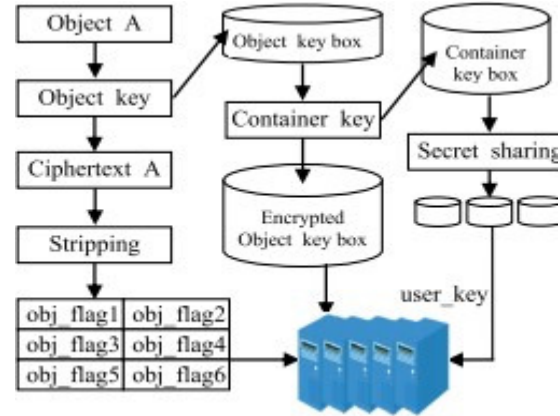 Object A
Object key
Ciphertext A
Stripping
obj_flag1 obj_flag2
obj_flag3 obj_flag4
obj_flag5 obj_flag6
Object key box
Container key
Encrypted
Object key box
Container
key box
Secret sharing
user_key